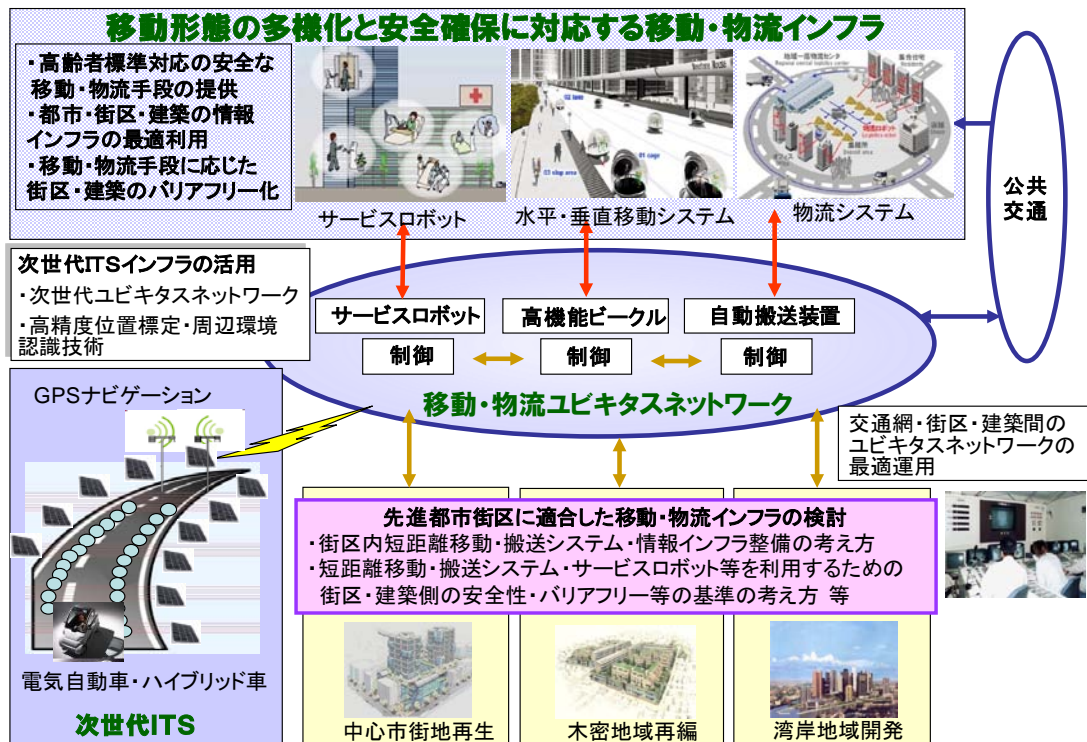 移動形態の多様化と安全確保に対応する移動・物流インフラ
・高齢者標準対応の安全な
移動・物流手段の提供
・都市・街区・建築の情報
インフラの最適利用
・移動・物流手段に応じた
街区・建築のバリアフリー化
サービスロボット
水平・垂直移動システム
物流システム
公共
交通
次世代ITSインフラの活用
・次世代ユビキタスネットワーク
・高精度位置標定・周辺環境
認識技術
サービスロボット
高機能ビークル
自動搬送装置
制御
制御
制御
移動・物流ユビキタスネットワーク
GPSナビゲーション
電気自動車・ハイブリッド車
次世代ITS
交通網・街区・建築間の
ユビキタスネットワークの
最適運用
先進都市街区に適合した移動・物流インフラの検討
・街区内短距離移動・搬送システム・情報インフラ整備の考え方
・短距離移動・搬送システム・サービスロボット等を利用するための
街区・建築側の安全性・バリアフリー等の基準の考え方 等
中心市街地再生
木密地域再編
湾岸地域開発